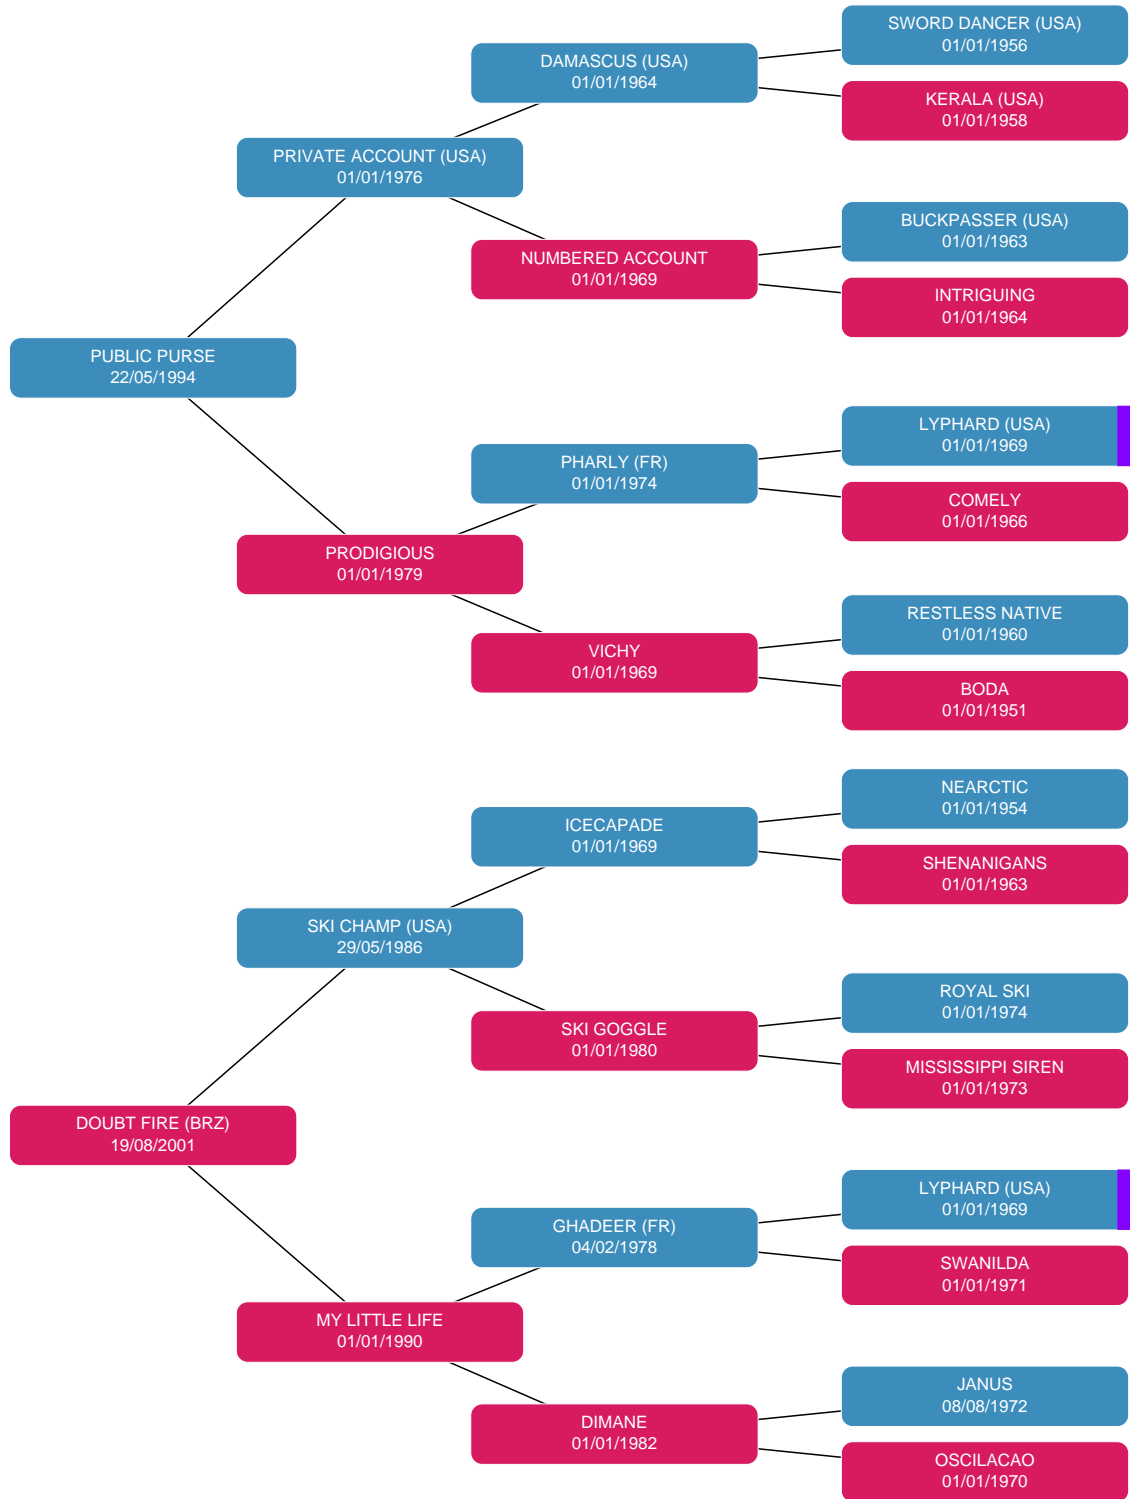 SWORD DANCER (USA)
01/01/1956
DAMASCUS (USA)
01/01/1964
KERALA (USA)
01/01/1958
PRIVATE ACCOUNT (USA)
01/01/1976
BUCKPASSER (USA)
01/01/1963
NUMBERED ACCOUNT
01/01/1969
INTRIGUING
01/01/1964
PUBLIC PURSE
22/05/1994
LYPHARD (USA)
01/01/1969
PHARLY (FR)
01/01/1974
COMELY
01/01/1966
PRODIGIOUS
01/01/1979
RESTLESS NATIVE
01/01/1960
VICHY
01/01/1969
BODA
01/01/1951
NEARCTIC
01/01/1954
ICECAPADE
01/01/1969
SHENANIGANS
01/01/1963
SKI CHAMP (USA)
29/05/1986
ROYAL SKI
01/01/1974
SKI GOGGLE
01/01/1980
MISSISSIPPI SIREN
01/01/1973
DOUBT FIRE (BRZ)
19/08/2001
LYPHARD (USA)
01/01/1969
GHADEER (FR)
04/02/1978
SWANILDA
01/01/1971
MY LITTLE LIFE
01/01/1990
JANUS
08/08/1972
DIMANE
01/01/1982
OSCILACAO
01/01/1970